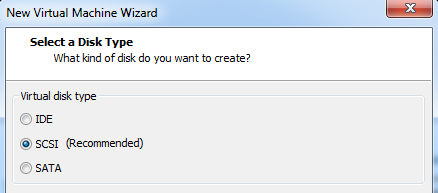 New Virtual Machine Wizard
Select a Disk Type
What kind of disk do you want to create?
Virtual disk type
IDE
SCSI (Recommended)
SATA